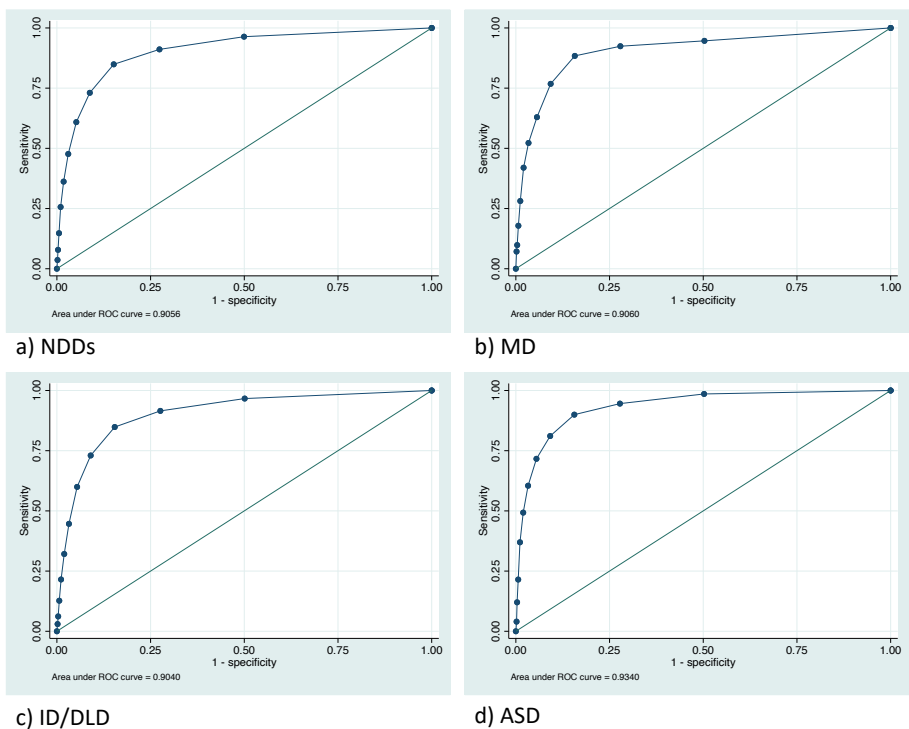 1.00
0.75
0.50
0.25
0.00
Sensitivity
0.00 0.25 0.50 0.75 1.00
1 - specificity
Area under ROC curve = 0.9056
a) NDDs
1.00
0.75
0.50
0.25
0.00
Sensitivity
0.00 0.25 0.50 0.75 1.00
1 - specificity
Area under ROC curve = 0.9060
b) MD
1.00
0.75
0.50
0.25
0.00
Sensitivity
0.00 0.25 0.50 0.75 1.00
1 - specificity
Area under ROC curve = 0.9040
c) ID/DLD
1.00
0.75
0.50
0.25
0.00
Sensitivity
0.00 0.25 0.50 0.75 1.00
1 - specificity
Area under ROC curve = 0.9340
d) ASD